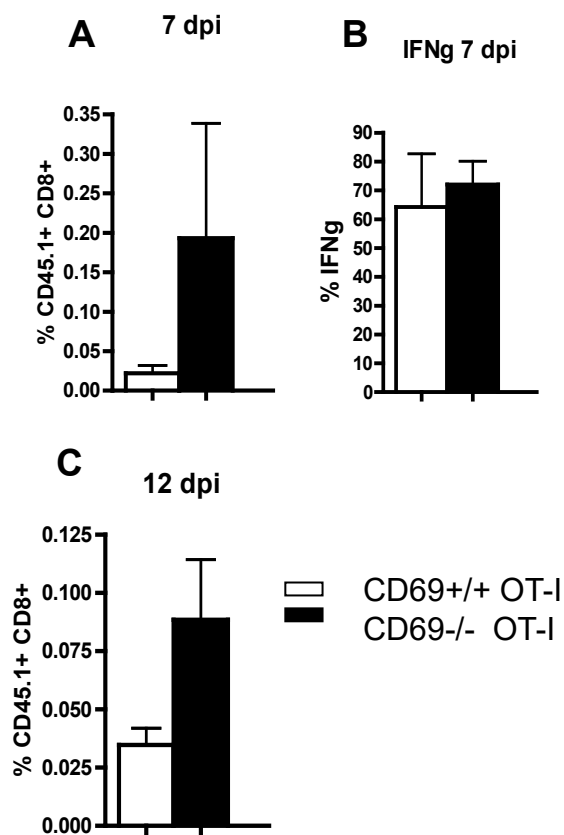 A
7 dpi
0.35
0.30
0.25
0.20
0.15
0.10
0.05
0.00
% CD45.1+ CD8+
B
IFNg 7 dpi
90
80
70
60
50
40
30
20
10
0
% IFNg
C
12 dpi
0.125
0.100
0.075
0.050
0.025
0.000
% CD45.1+ CD8+
CD69+/+ OT-I
CD69-/- OT-I